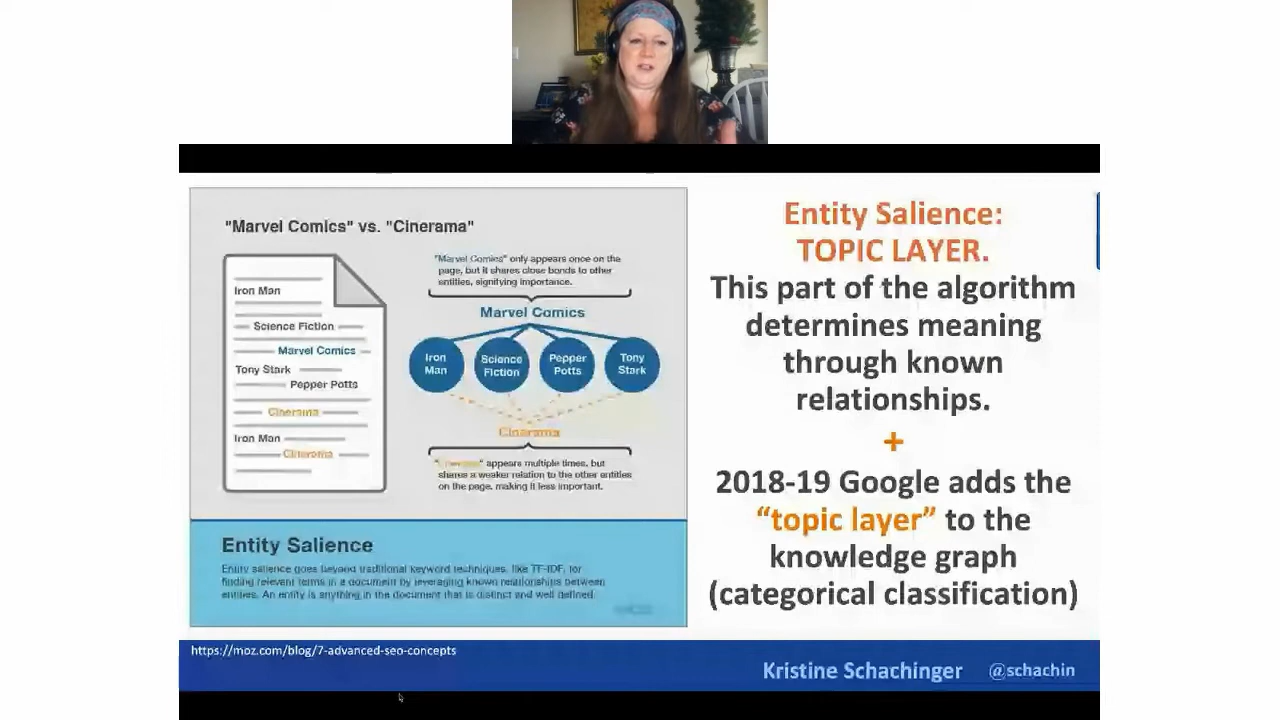 "Marvel Comics" vs. "Cinerama"
Iron Man
Science Fiction
Marvel Comics
Tony Stark
Pepper Potts
Cinerama
Iron Man
Cinerama
"Marvel Comics" only appears once on the
page, but it shares close bonds to other
entities, signifying importance.
Marvel Comics
Iron
Man
Science
Fiction
Pepper
Potts
Tony
Stark
Cinerama
"Cinerama" appears multiple times, but
shares a weaker relation to the other entities
on the page, making it less important.
Entity Salience
Entity salience goes beyond traditional keyword techniques, like TF-IDF, for
finding relevant terms in a document by leveraging known relationships between
entities. An entity is anything in the document that is distinct and well defined.
Entity Salience:
TOPIC LAYER.
This part of the algorithm
determines meaning
through known
relationships.
+
2018-19 Google adds the
“topic layer” to the
knowledge graph
(categorical classification)
https://moz.com/blog/7-advanced-seo-concepts
Kristine Schachinger @schachin